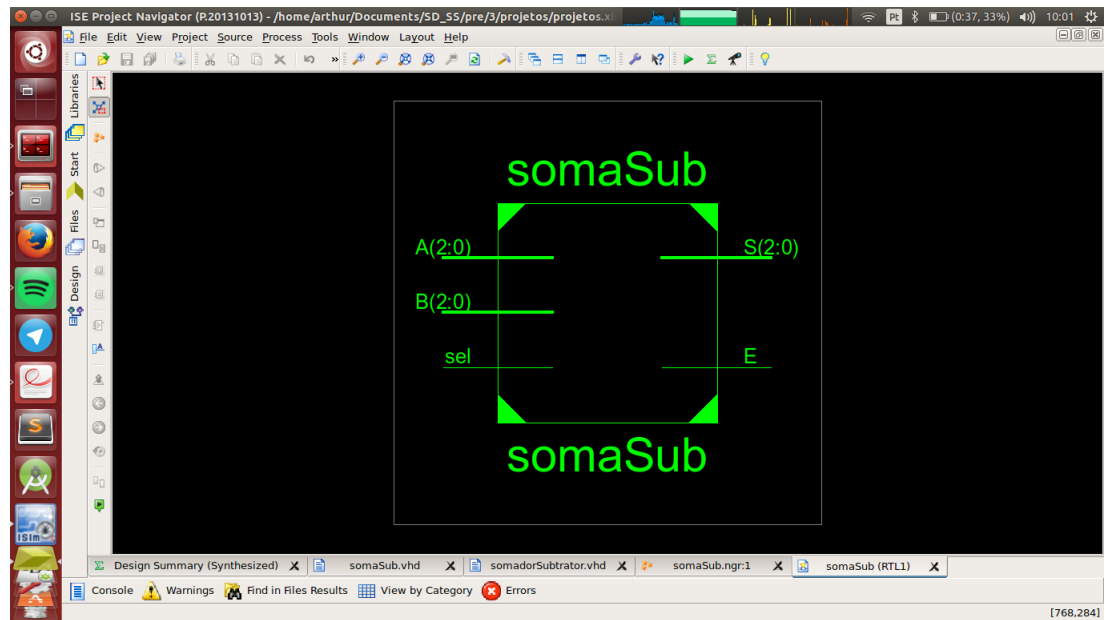 ISE Project Navigator (P.20131013) - /home/arthur/Documents/SD_SS/pre/3/projetos/projetos.xi
Pt
(0:37, 33%)
10:01
File Edit View Project Source Process Tools Window Layout Help
»
Libraries
Start
Files
Design
somaSub
A(2:0)
S(2:0)
B(2:0)
sel
E
somaSub
ISim
Design Summary (Synthesized)
somaSub.vhd
somadorSubtrator.vhd
somaSub.ngr:1
somaSub (RTL1)
Console
Warnings
Find in Files Results
View by Category
Errors
[768,284]